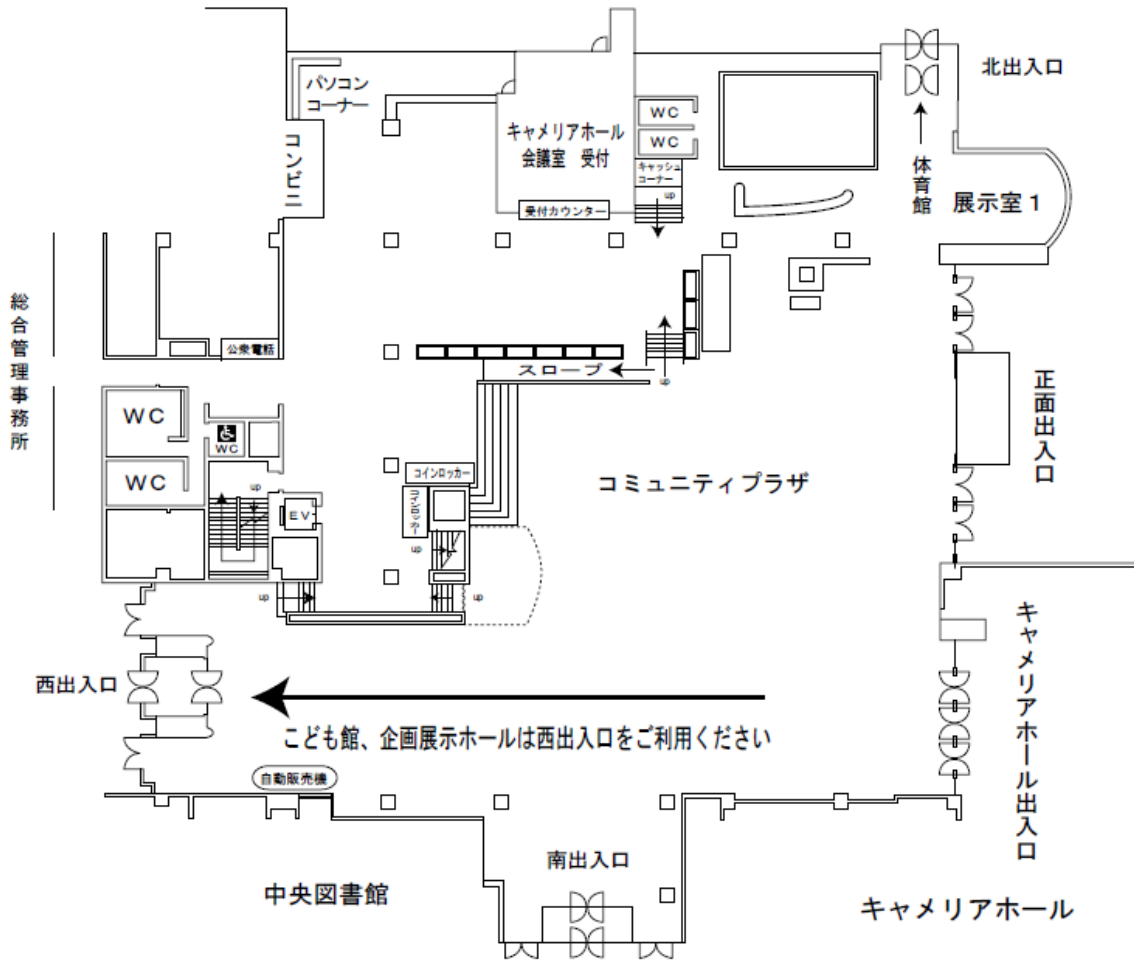 北出入口
パソコン
コーナー
コンビニ
キャメリアホール
会議室　受付
受付カウンター
WC
WC
キャッシュ
コーナー
up
体育館
展示室１
総合管理事務所
公衆電話
スロープ
up
正面出入口
WC
WC
WC
コインロッカー
コインロッカー
コミュニティプラザ
up
EV
up
up
up
キャメリアホール出入口
西出入口
こども館、企画展示ホールは西出入口をご利用ください
自動販売機
南出入口
中央図書館
キャメリアホール